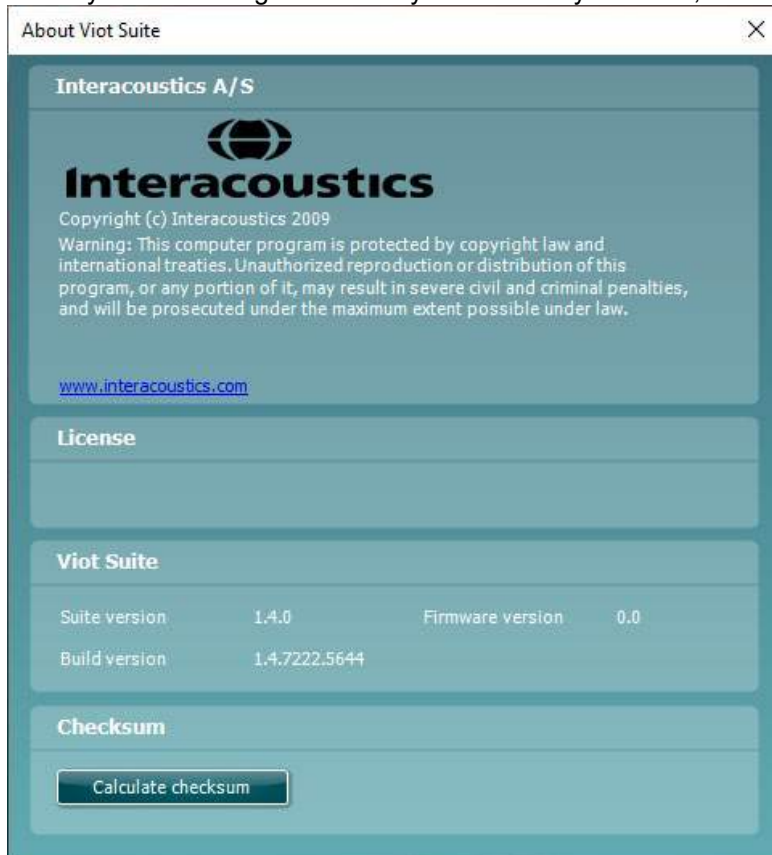 About Viot Suite
Interacoustics A/S
Interacoustics
Copyright (c) Interacoustics 2009
Warning: This computer program is protected by copyright law and
international treaties. Unauthorized reproduction or distribution of this
program, or any portion of it, may result in severe civil and criminal penalties,
and will be prosecuted under the maximum extent possible under law.
www.interacoustics.com
License
Viot Suite
Suite version 1.4.0 Firmware version 0.0
Build version 1.4.7222.5644
Checksum
Calculate checksum